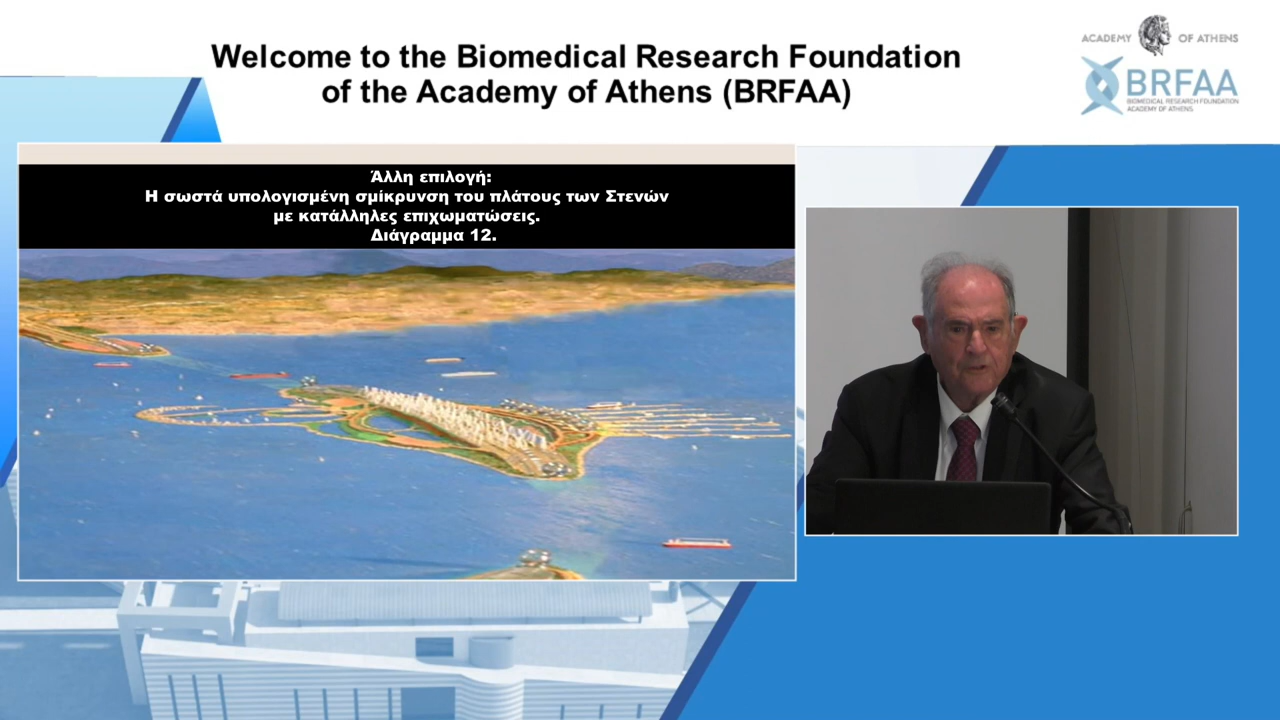 Welcome to the Biomedical Research Foundation
of the Academy of Athens (BRFAA)
ACADEMY OF ATHENS
BRFAA
BIOMEDICAL RESEARCH FOUNDATION
ACADEMY OF ATHENS
Άλλη επιλογή:
Η σωστά υπολογισμένη σμίκρυνση του πλάτους των Στενών
με κατάλληλες επιχωματώσεις.
Διάγραμμα 12.